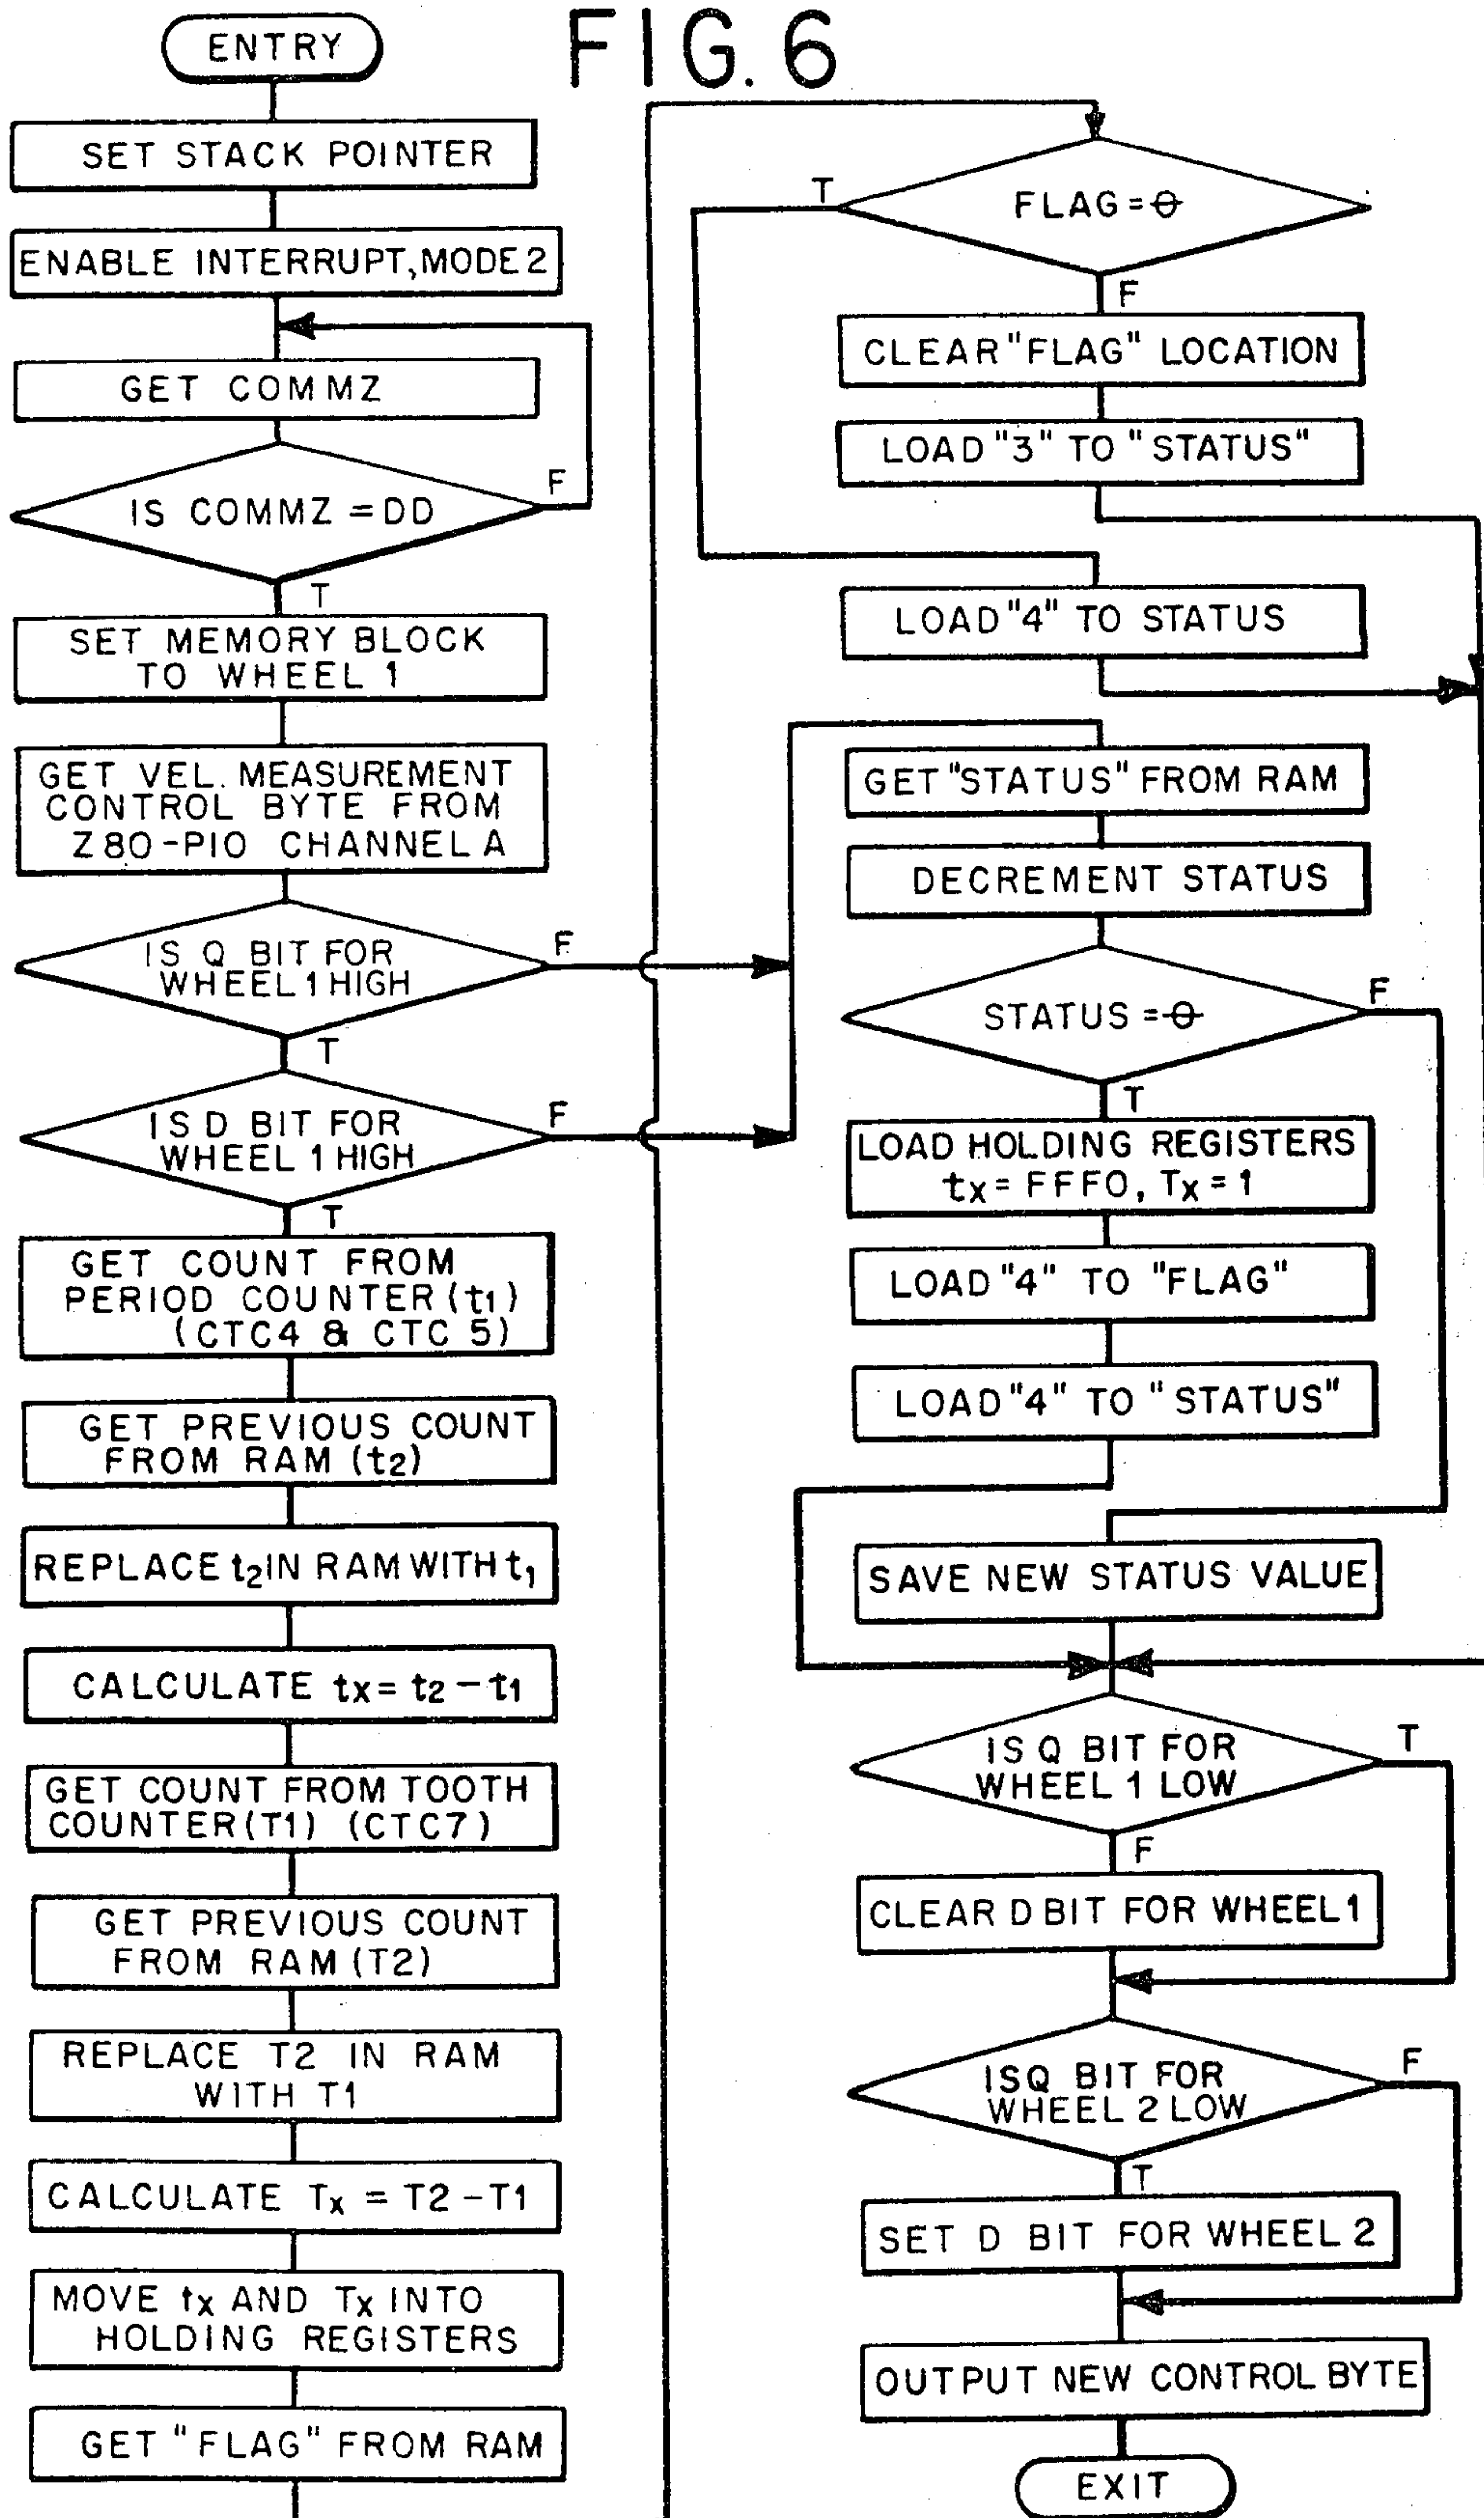 FIG. 6
ENTRY
SET STACK POINTER
ENABLE INTERRUPT, MODE 2
GET COMMZ
IS COMMZ = DD
F
T
SET MEMORY BLOCK
TO WHEEL 1
GET VEL. MEASUREMENT
CONTROL BYTE FROM
Z80-PIO CHANNEL A
IS Q BIT FOR
WHEEL 1 HIGH
F
T
IS D BIT FOR
WHEEL 1 HIGH
F
T
GET COUNT FROM
PERIOD COUNTER (t1)
(CTC4 & CTC 5)
GET PREVIOUS COUNT
FROM RAM (t2)
REPLACE t2 IN RAM WITH t1
CALCULATE tx = t2 - t1
GET COUNT FROM TOOTH
COUNTER (T1) (CTC7)
GET PREVIOUS COUNT
FROM RAM (T2)
REPLACE T2 IN RAM
WITH T1
CALCULATE Tx = T2 - T1
MOVE tx AND Tx INTO
HOLDING REGISTERS
GET "FLAG" FROM RAM
T
FLAG = 0
F
CLEAR "FLAG" LOCATION
LOAD "3" TO "STATUS"
LOAD "4" TO STATUS
GET "STATUS" FROM RAM
DECREMENT STATUS
STATUS = 0
F
T
LOAD HOLDING REGISTERS
tx = FFF0, Tx = 1
LOAD "4" TO "FLAG"
LOAD "4" TO "STATUS"
SAVE NEW STATUS VALUE
IS Q BIT FOR
WHEEL 1 LOW
T
F
CLEAR D BIT FOR WHEEL 1
ISQ BIT FOR
WHEEL 2 LOW
F
T
SET D BIT FOR WHEEL 2
OUTPUT NEW CONTROL BYTE
EXIT